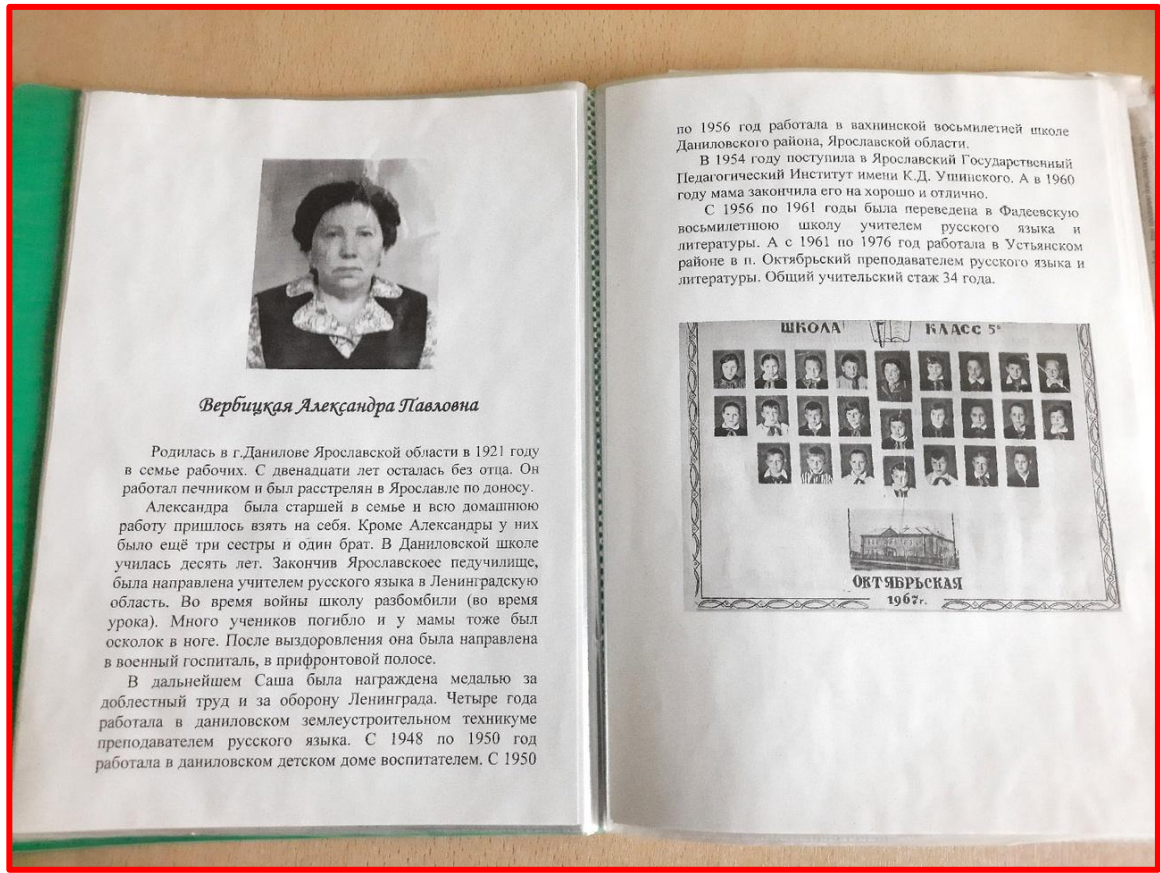 Вербицкая Александра Павловна
Родилась в г.Данилове Ярославской области в 1921 году
в семье рабочих. С двенадцати лет осталась без отца. Он
работал печником и был расстрелян в Ярославле по доносу.
Александра была старшей в семье и всю домашнюю
работу пришлось взять на себя. Кроме Александры у них
было ещё три сестры и один брат. В Даниловской школе
училась десять лет. Закончив Ярославскоее педучилище,
была направлена учителем русского языка в Ленинградскую
область. Во время войны школу разбомбили (во время
урока). Много учеников погибло и у мамы тоже был
осколок в ноге. После выздоровления она была направлена
в военный госпиталь, в прифронтовой полосе.
В дальнейшем Саша была награждена медалью за
доблестный труд и за оборону Ленинграда. Четыре года
работала в даниловском землеустроительном техникуме
преподавателем русского языка. С 1948 по 1950 год
работала в даниловском детском доме воспитателем. С 1950
по 1956 год работала в вахнинской восьмилетней школе
Даниловского района, Ярославской области.
В 1954 году поступила в Ярославский Государственный
Педагогический Институт имени К.Д. Ушинского. А в 1960
году мама закончила его на хорошо и отлично.
С 1956 по 1961 годы была переведена в Фадеевскую
восьмилетнюю школу учителем русского языка и
литературы. А с 1961 по 1976 год работала в Устьянском
районе в п. Октябрьский преподавателем русского языка и
литературы. Общий учительский стаж 34 года.
ШКОЛА КЛАСС 5в
ОКТЯБРЬСКАЯ
1967г.